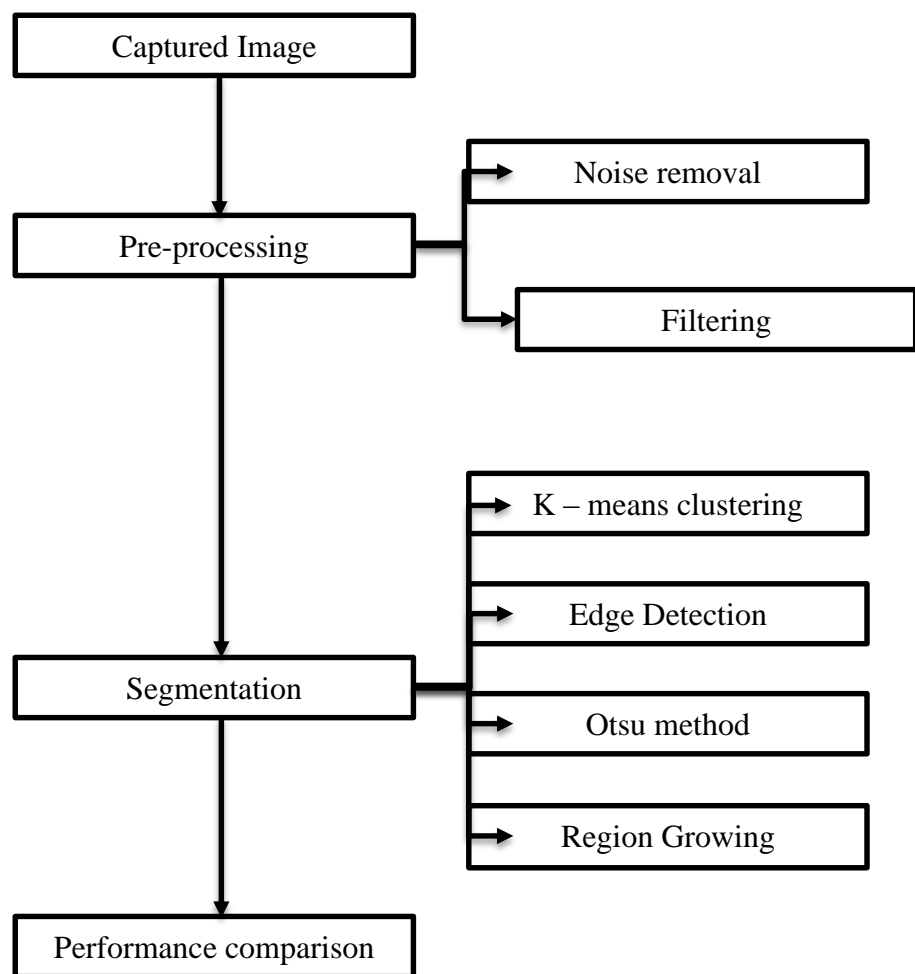 Captured Image
Noise removal
Pre-processing
Filtering
K – means clustering
Edge Detection
Segmentation
Otsu method
Region Growing
Performance comparison